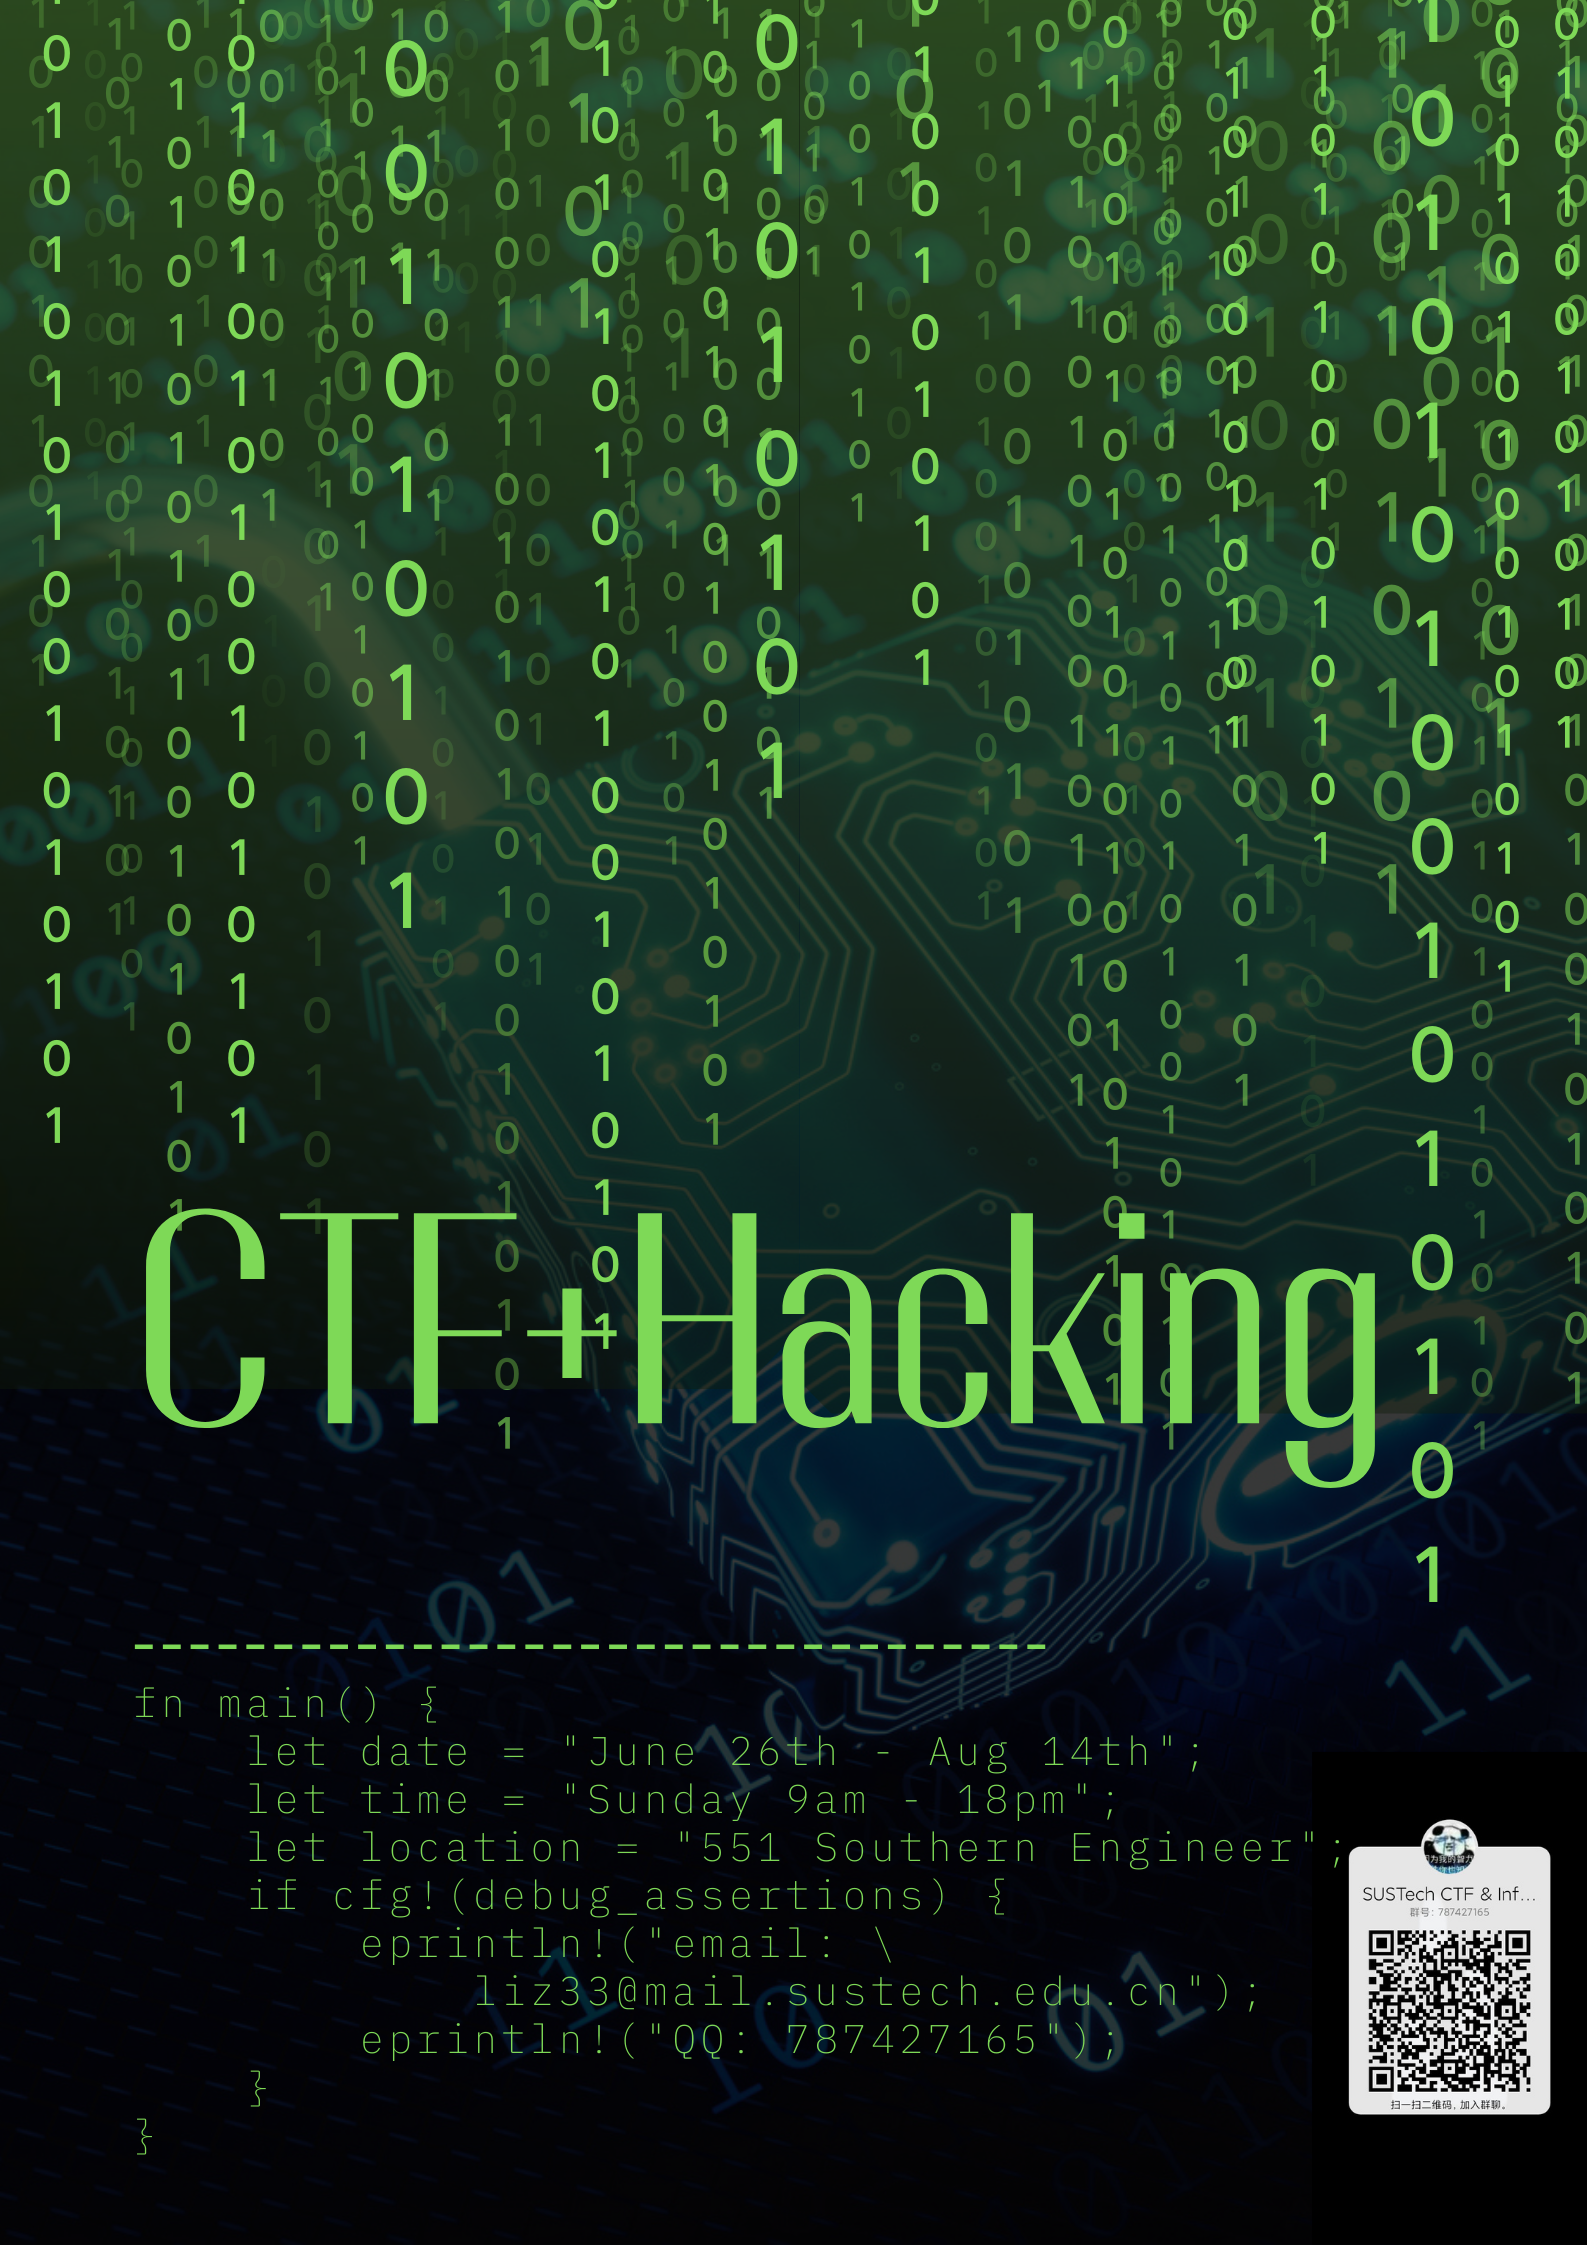 CTF+Hacking
fn main() {
let date = "June 26th - Aug 14th";
let time = "Sunday 9am - 18pm";
let location = "551 Southern Engineer";
if cfg!(debug_assertions) {
eprintln!("email: \
liz33@mail.sustech.edu.cn");
eprintln!("QQ: 787427165");
}
}
SUSTech CTF & Inf...
群号: 787427165
扫一扫二维码，加入群聊。